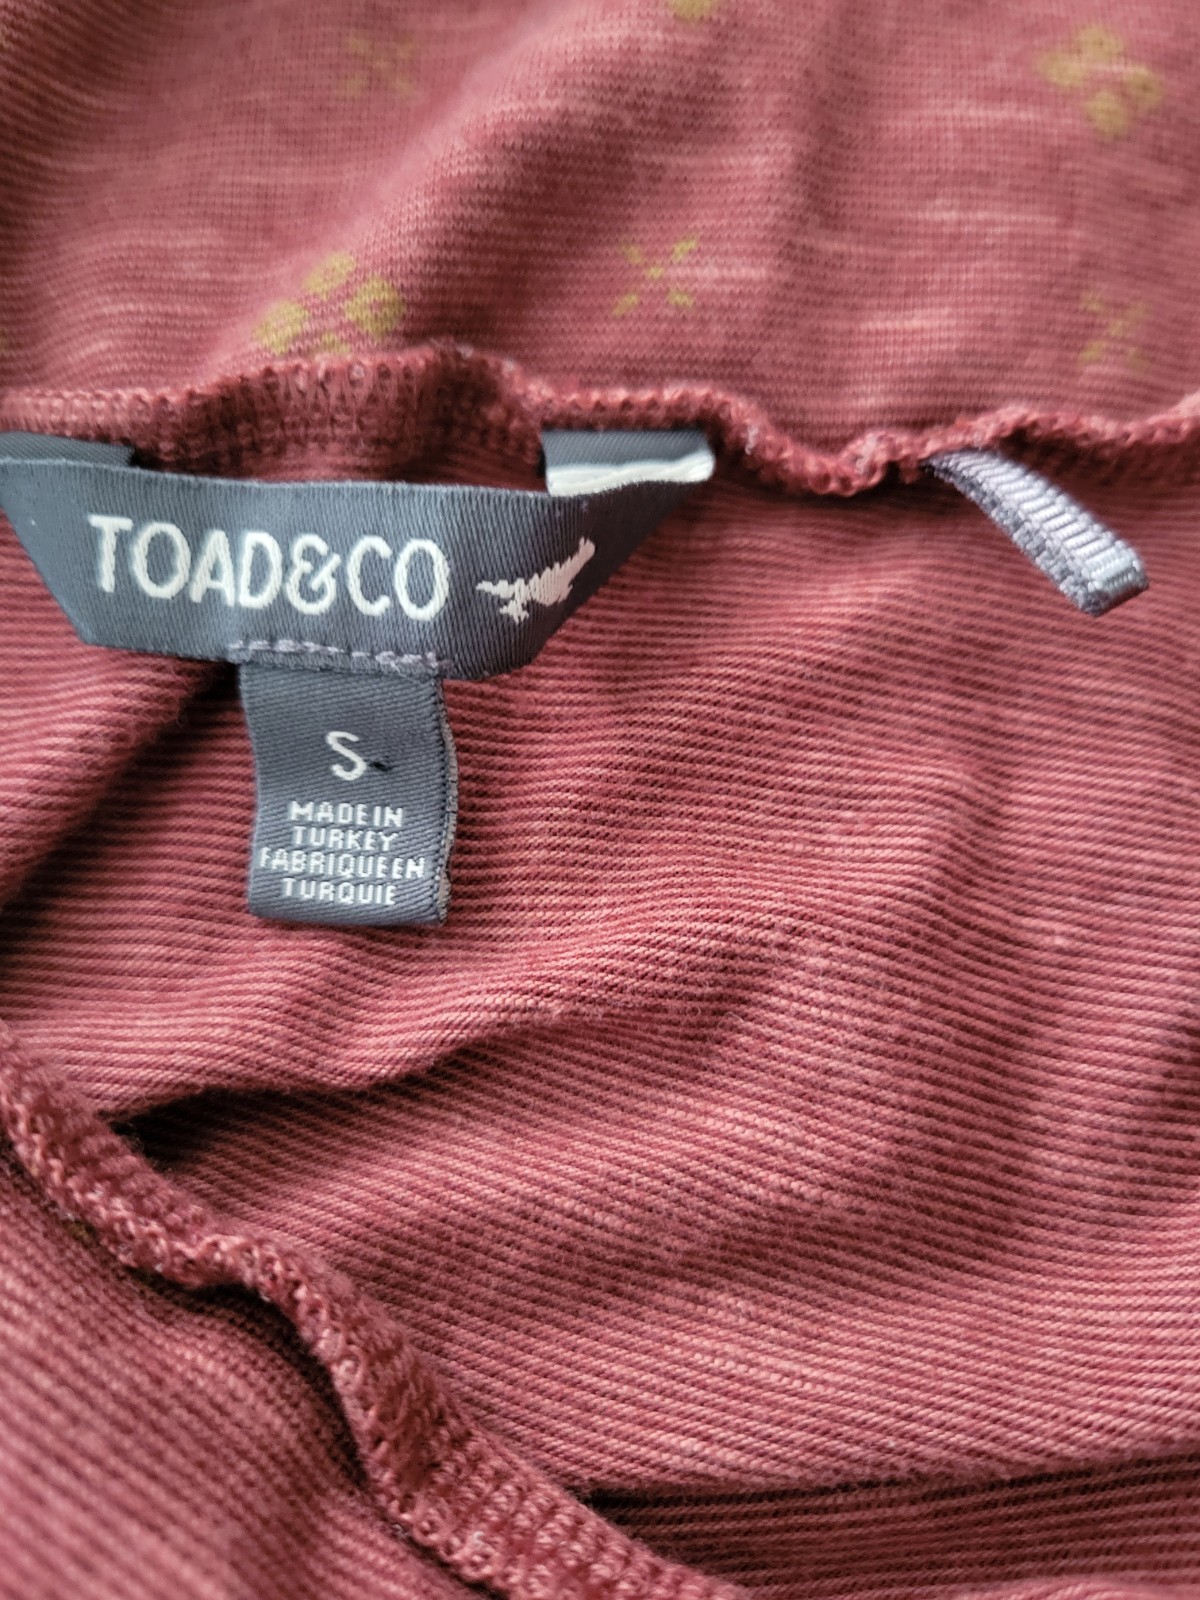 TOAD&CO
S
MADE IN
TURKEY
FABRIQUE EN
TURQUIE